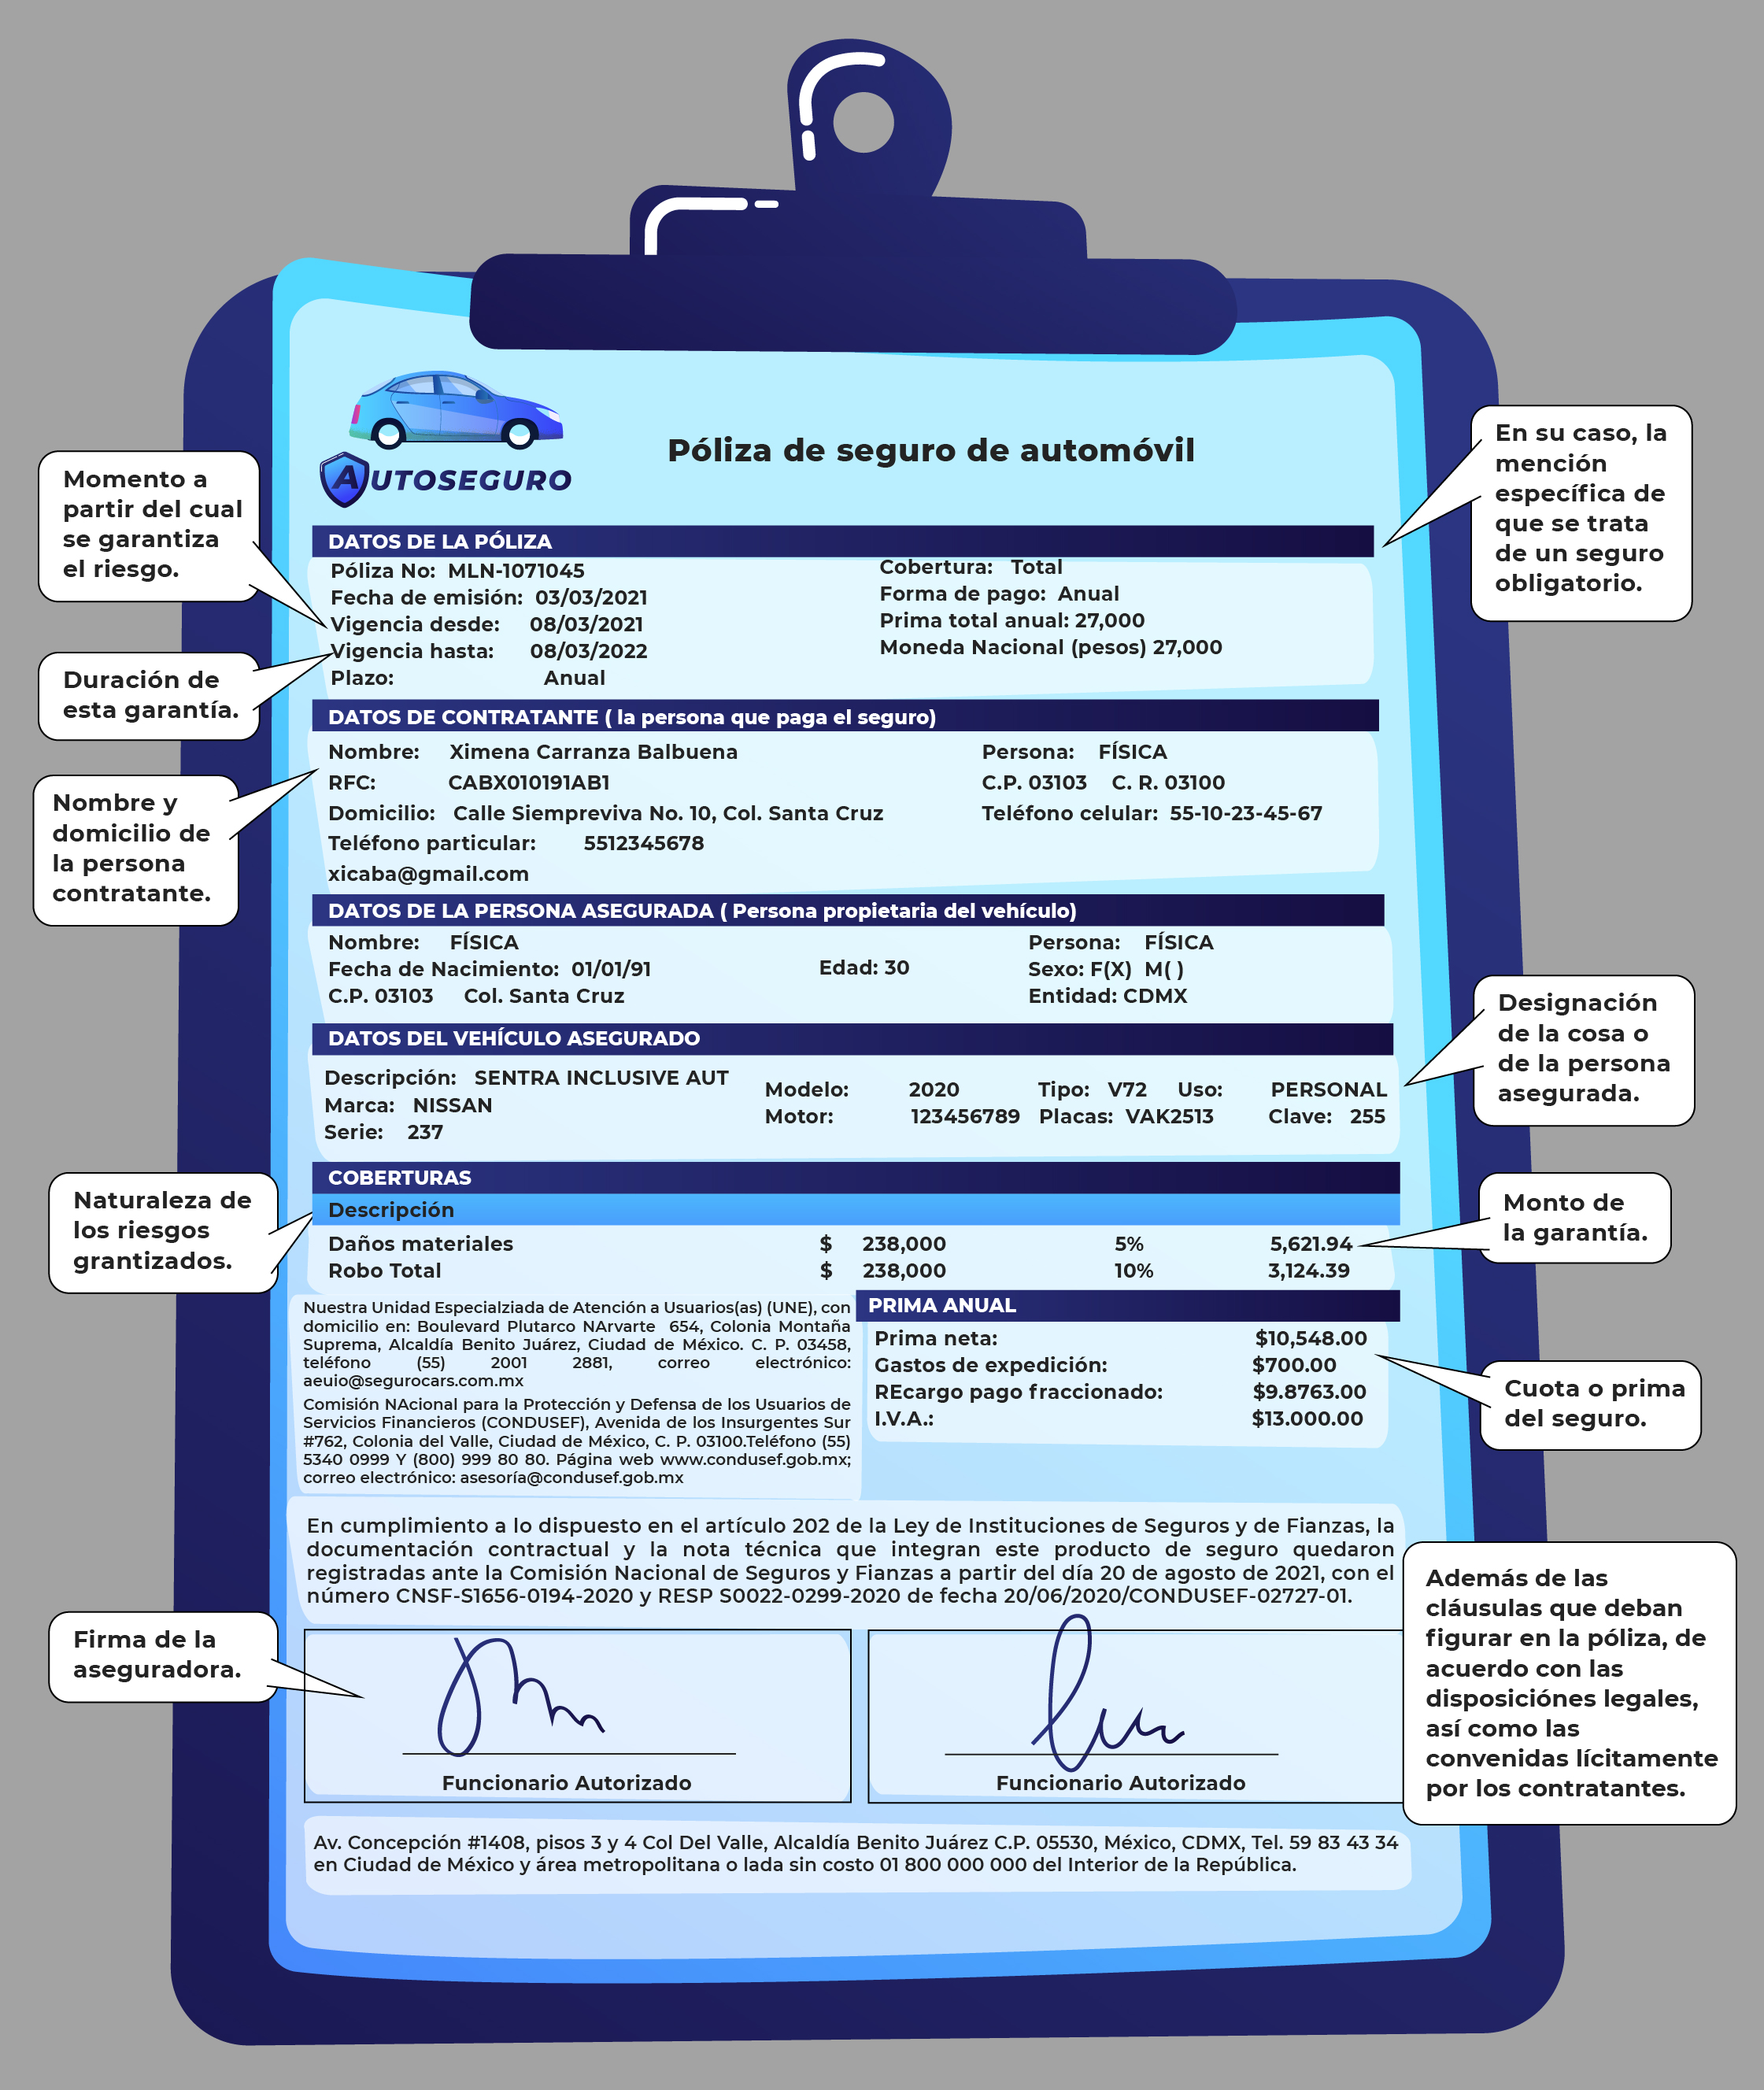 AUTOSEGURO
Póliza de seguro de automóvil
Momento a
partir del cual
se garantiza
el riesgo.
En su caso, la
mención
específica de
que se trata
de un seguro
obligatorio.
DATOS DE LA PÓLIZA
Póliza No: MLN-1071045
Fecha de emisión: 03/03/2021
Vigencia desde: 08/03/2021
Vigencia hasta: 08/03/2022
Plazo: Anual
Cobertura: Total
Forma de pago: Anual
Prima total anual: 27,000
Moneda Nacional (pesos) 27,000
Duración de
esta garantía.
DATOS DE CONTRATANTE ( la persona que paga el seguro)
Nombre: Ximena Carranza Balbuena Persona: FÍSICA
RFC: CABX010191AB1 C.P. 03103 C. R. 03100
Domicilio: Calle Siempreviva No. 10, Col. Santa Cruz Teléfono celular: 55-10-23-45-67
Teléfono particular: 5512345678
xicaba@gmail.com
Nombre y
domicilio de
la persona
contratante.
DATOS DE LA PERSONA ASEGURADA ( Persona propietaria del vehículo)
Nombre: FÍSICA Persona: FÍSICA
Fecha de Nacimiento: 01/01/91 Edad: 30 Sexo: F(X) M( )
C.P. 03103 Col. Santa Cruz Entidad: CDMX
DATOS DEL VEHÍCULO ASEGURADO
Descripción: SENTRA INCLUSIVE AUT
Marca: NISSAN
Serie: 237
Modelo: 2020 Tipo: V72 Uso: PERSONAL
Motor: 123456789 Placas: VAK2513 Clave: 255
Designación
de la cosa o
de la persona
asegurada.
COBERTURAS
Descripción
Daños materiales $ 238,000 5% 5,621.94
Robo Total $ 238,000 10% 3,124.39
Naturaleza de
los riesgos
grantizados.
Monto de
la garantía.
Nuestra Unidad Especialziada de Atención a Usuarios(as) (UNE), con
domicilio en: Boulevard Plutarco NArvarte 654, Colonia Montaña
Suprema, Alcaldía Benito Juárez, Ciudad de México. C. P. 03458,
teléfono (55) 2001 2881, correo electrónico:
aeuio@segurocars.com.mx
Comisión NAcional para la Protección y Defensa de los Usuarios de
Servicios Financieros (CONDUSEF), Avenida de los Insurgentes Sur
#762, Colonia del Valle, Ciudad de México, C. P. 03100.Teléfono (55)
5340 0999 Y (800) 999 80 80. Página web www.condusef.gob.mx;
correo electrónico: asesoría@condusef.gob.mx
PRIMA ANUAL
Prima neta: $10,548.00
Gastos de expedición: $700.00
REcargo pago fraccionado: $9.8763.00
I.V.A.: $13.000.00
Cuota o prima
del seguro.
En cumplimiento a lo dispuesto en el artículo 202 de la Ley de Instituciones de Seguros y de Fianzas, la
documentación contractual y la nota técnica que integran este producto de seguro quedaron
registradas ante la Comisión Nacional de Seguros y Fianzas a partir del día 20 de agosto de 2021, con el
número CNSF-S1656-0194-2020 y RESP S0022-0299-2020 de fecha 20/06/2020/CONDUSEF-02727-01.
Firma de la
aseguradora.
Funcionario Autorizado
Funcionario Autorizado
Además de las
cláusulas que deban
figurar en la póliza, de
acuerdo con las
disposiciónes legales,
así como las
convenidas lícitamente
por los contratantes.
Av. Concepción #1408, pisos 3 y 4 Col Del Valle, Alcaldía Benito Juárez C.P. 05530, México, CDMX, Tel. 59 83 43 34
en Ciudad de México y área metropolitana o lada sin costo 01 800 000 000 del Interior de la República.